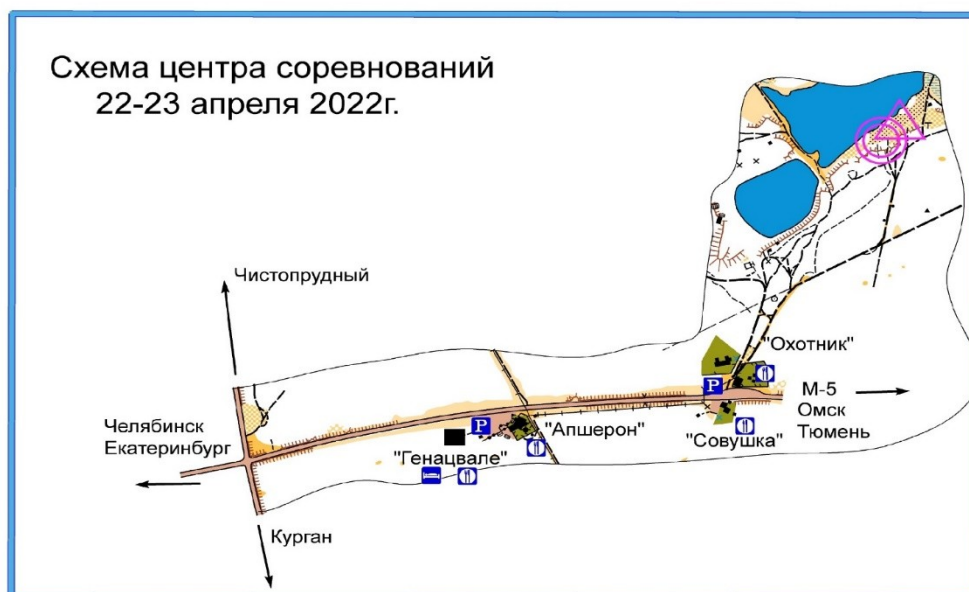 Схема центра соревнований
22-23 апреля 2022г.
Чистопрудный
"Охотник"
P
М-5
Омск
Тюмень
Челябинск
Екатеринбург
P
"Апшерон"
"Совушка"
"Генацвале"
Курган